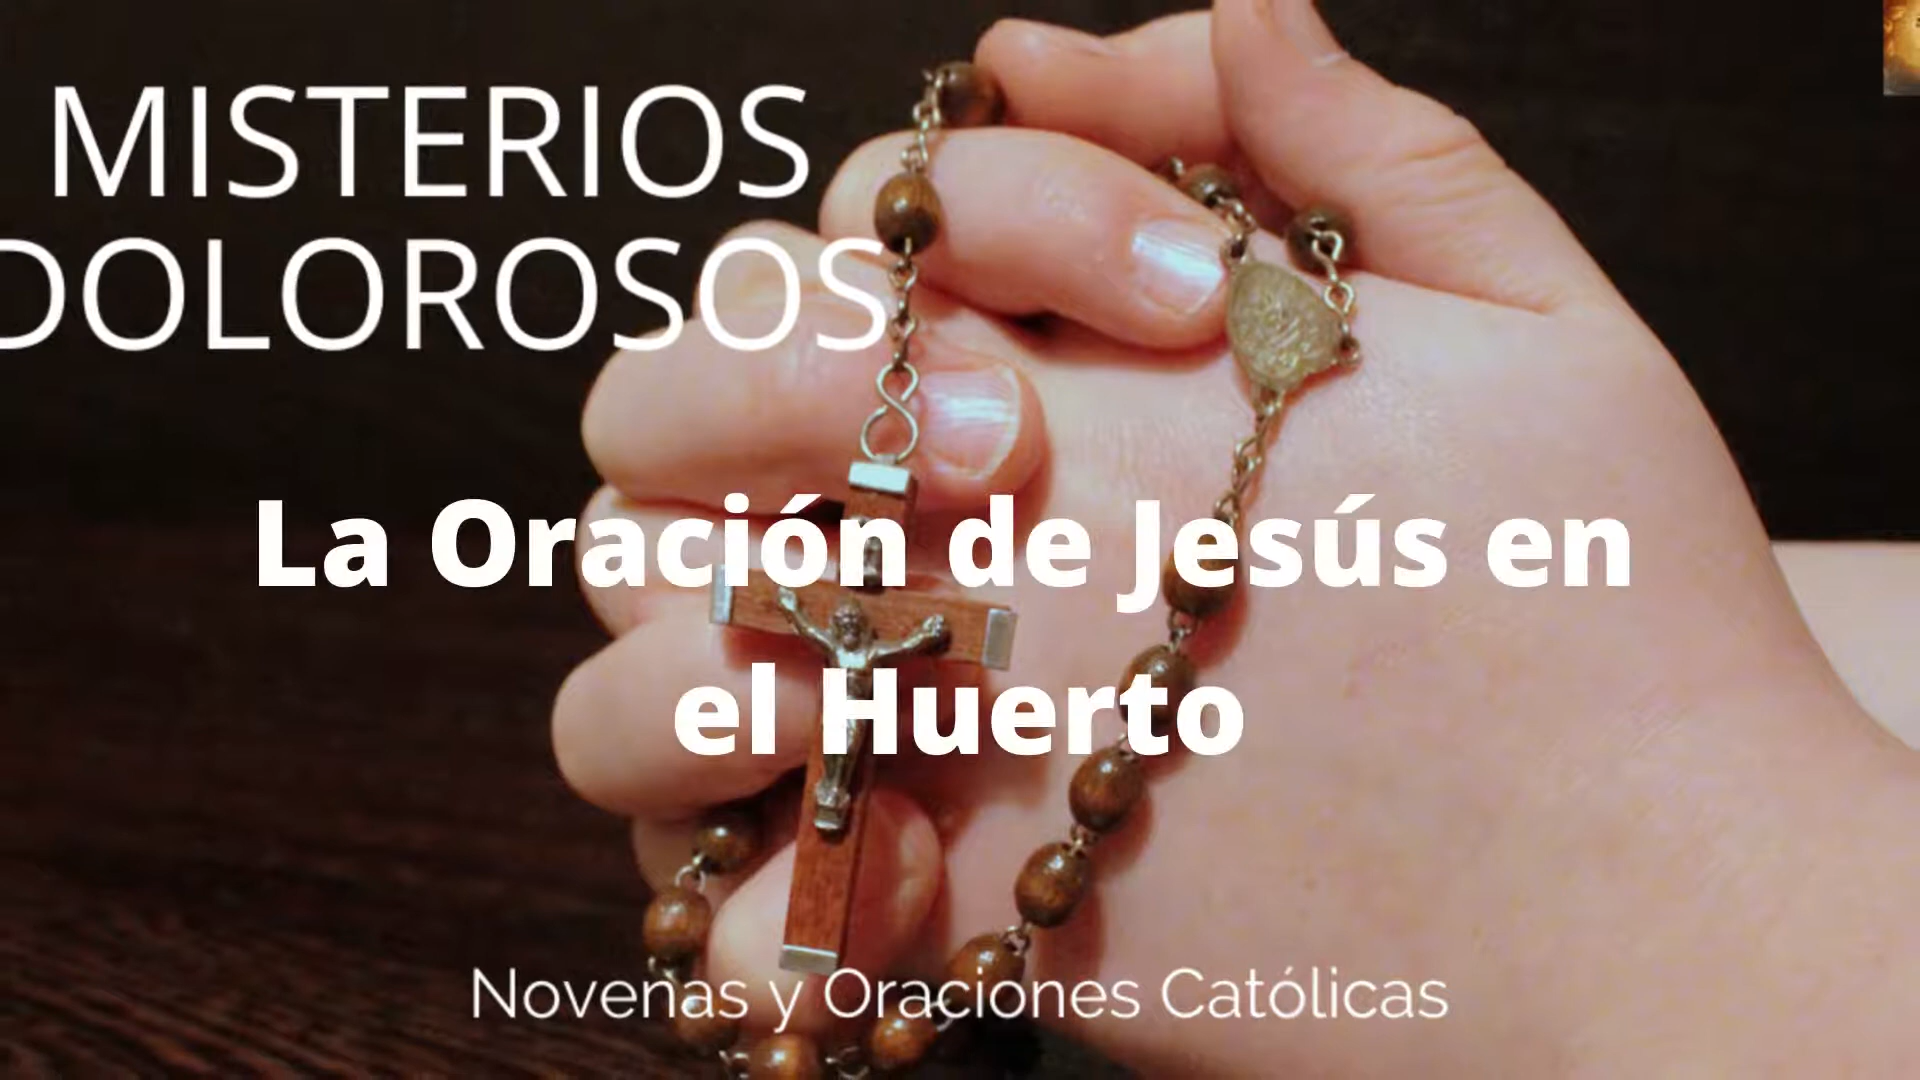 MISTERIOS
DOLOROSOS
La Oración de Jesús en
el Huerto
Novenas y Oraciones Católicas